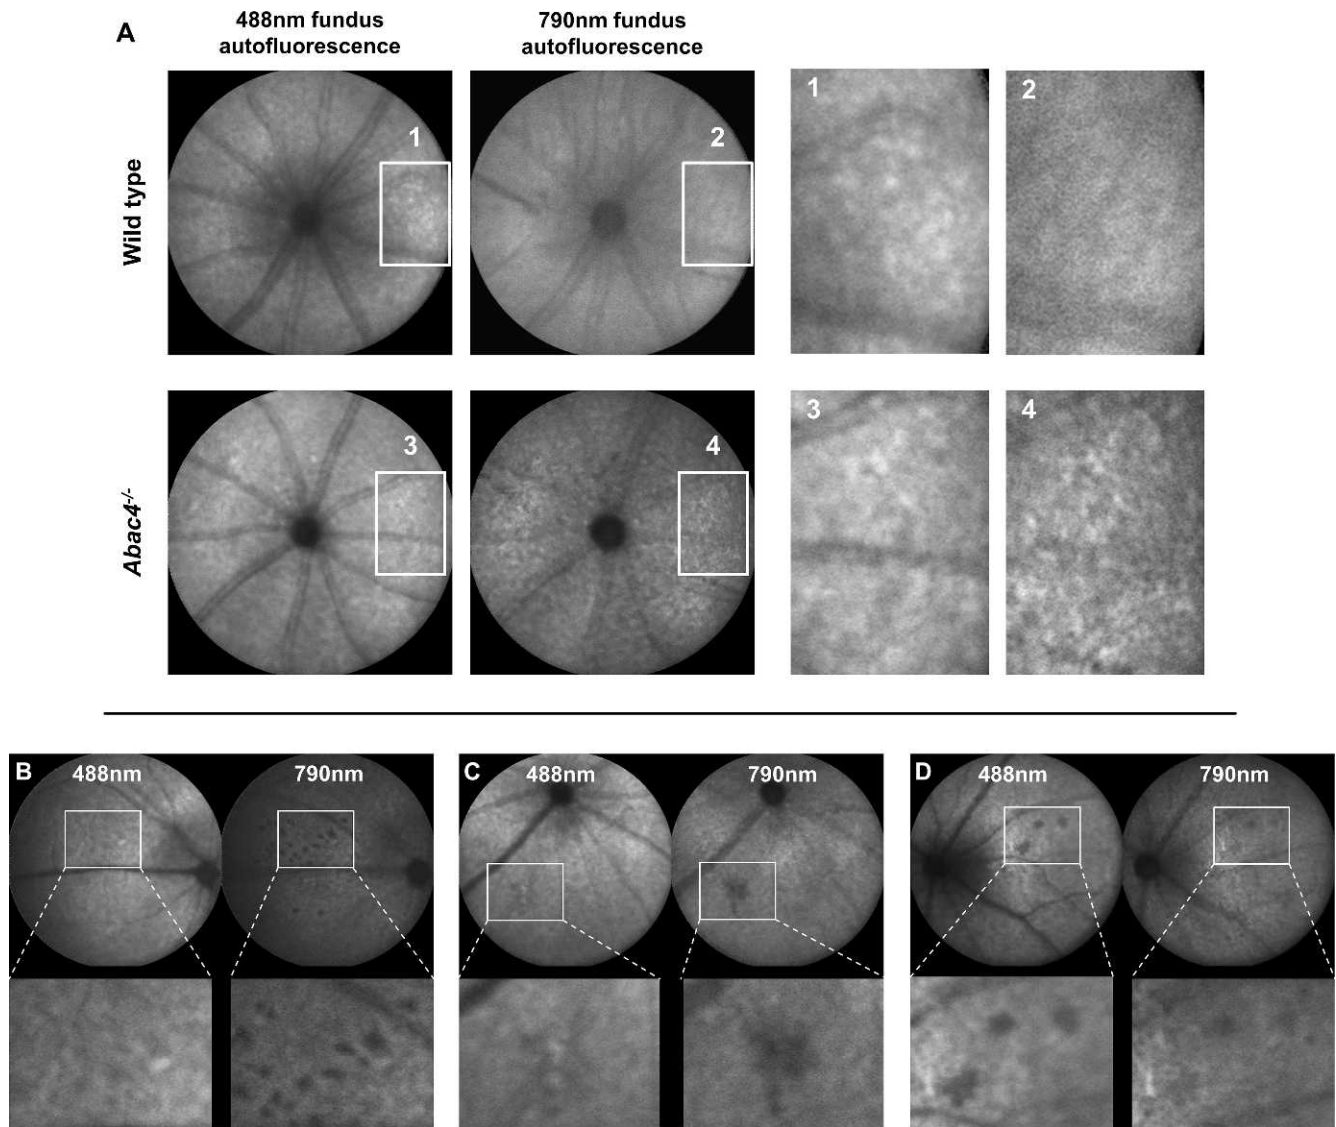 A
488nm fundus
autofluorescence
790nm fundus
autofluorescence
Wild type
1
2
1
2
Abac4-/-
3
4
3
4
B
488nm
790nm
C
488nm
790nm
D
488nm
790nm